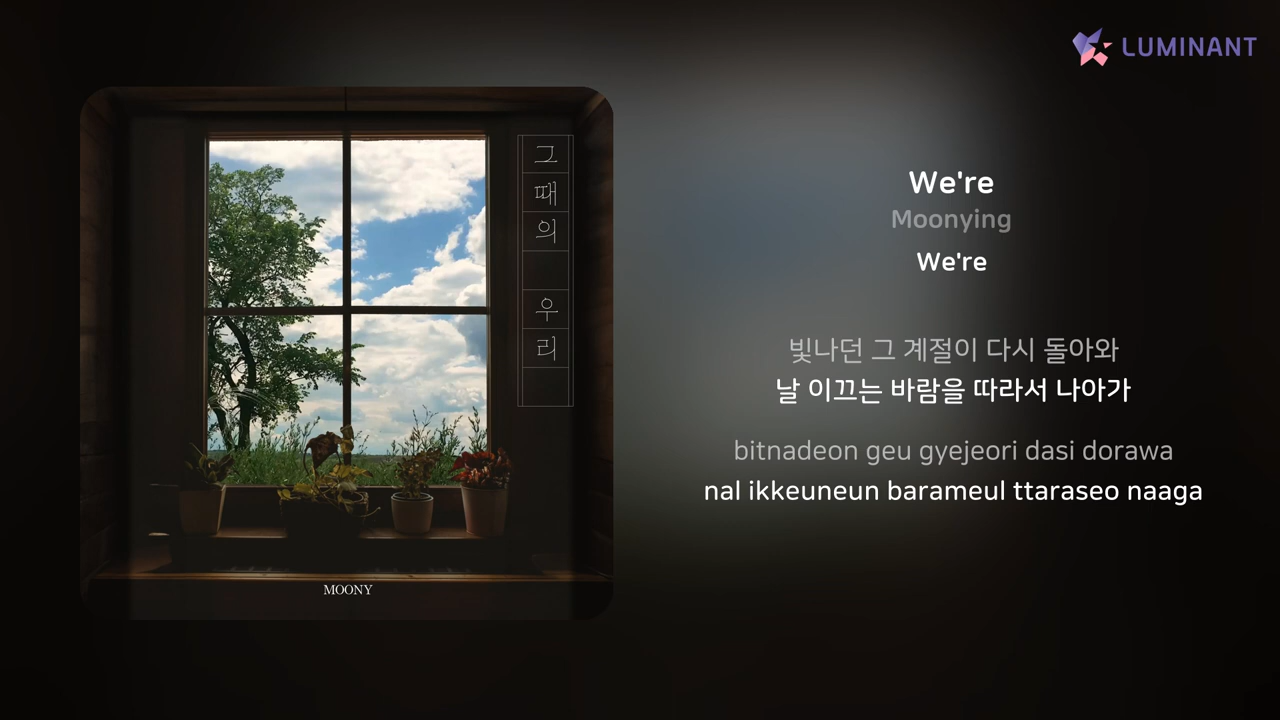 LUMINANT
그때의 우리
MOONY
We're
Moonying
We're
빛나던 그 계절이 다시 돌아와
날 이끄는 바람을 따라서 나아가
bitnadeon geu gyejeori dasi dorawa
nal ikkeuneun barameul ttaraseo naaga